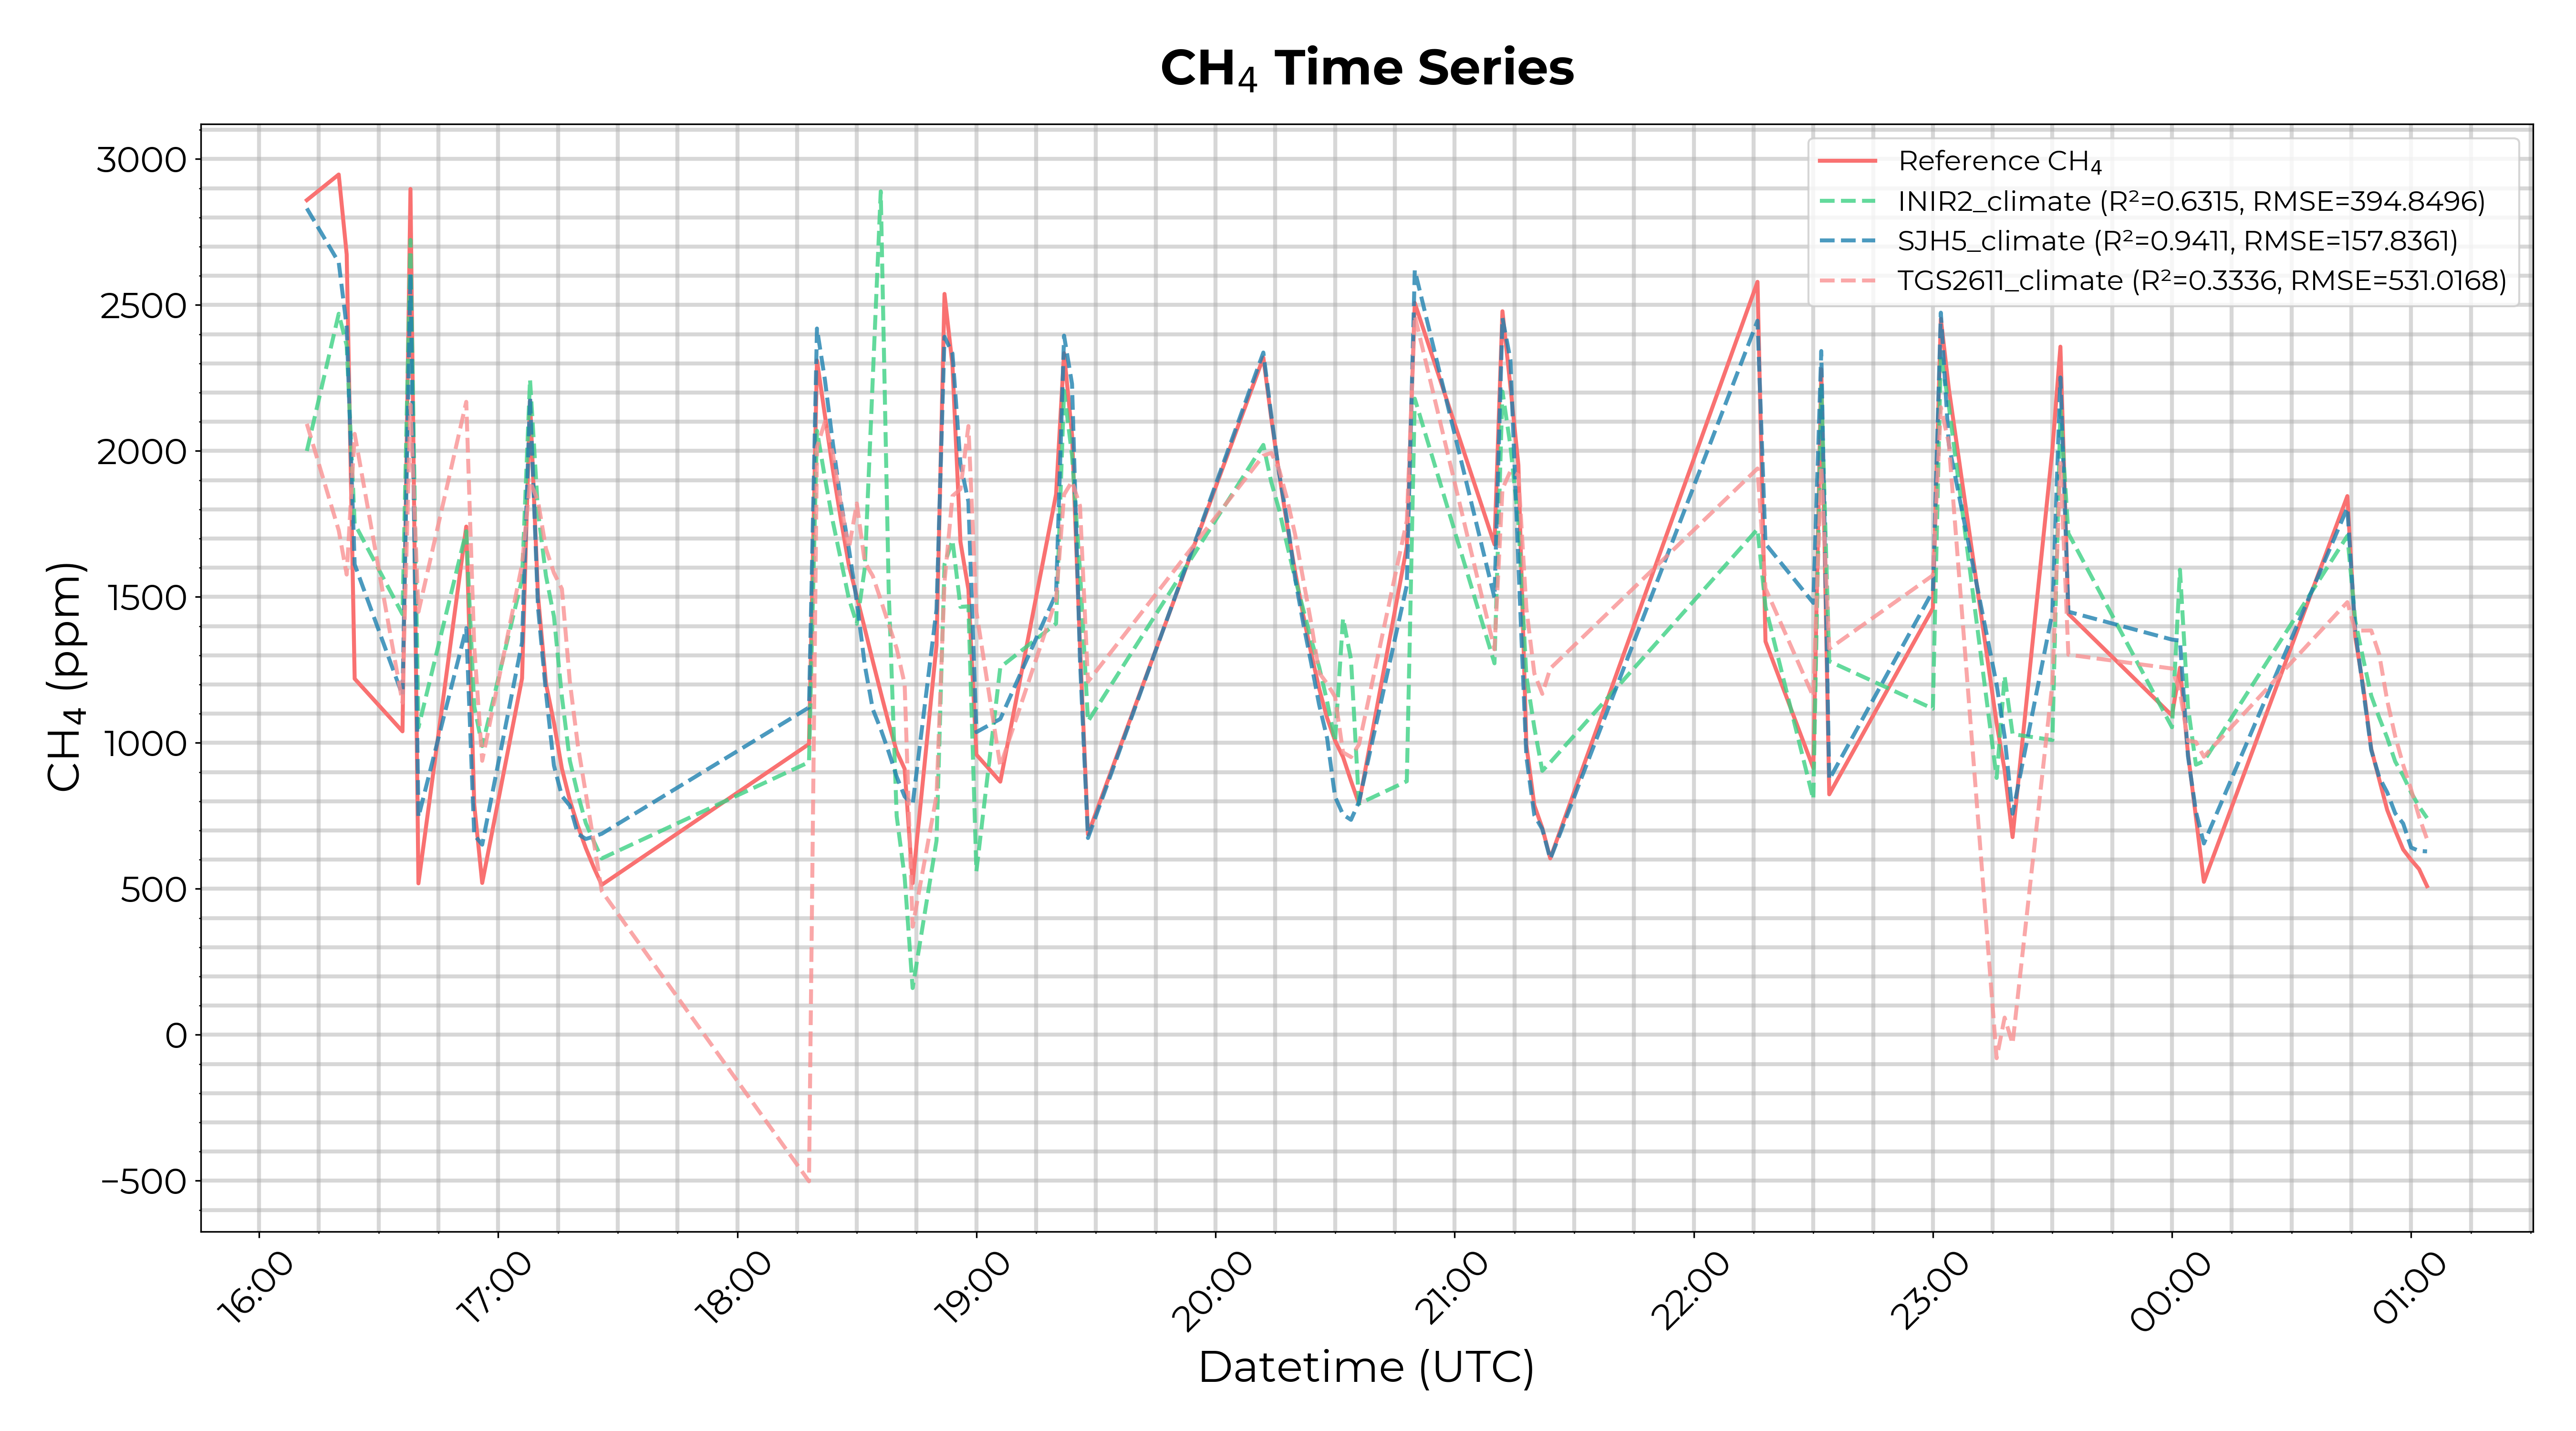 CH₄ Time Series
CH₄ (ppm)
3000
2500
2000
1500
1000
500
0
−500
Reference CH₄
INIR2_climate (R²=0.6315, RMSE=394.8496)
SJH5_climate (R²=0.9411, RMSE=157.8361)
TGS2611_climate (R²=0.3336, RMSE=531.0168)
16:00
17:00
18:00
19:00
20:00
21:00
22:00
23:00
00:00
01:00
Datetime (UTC)